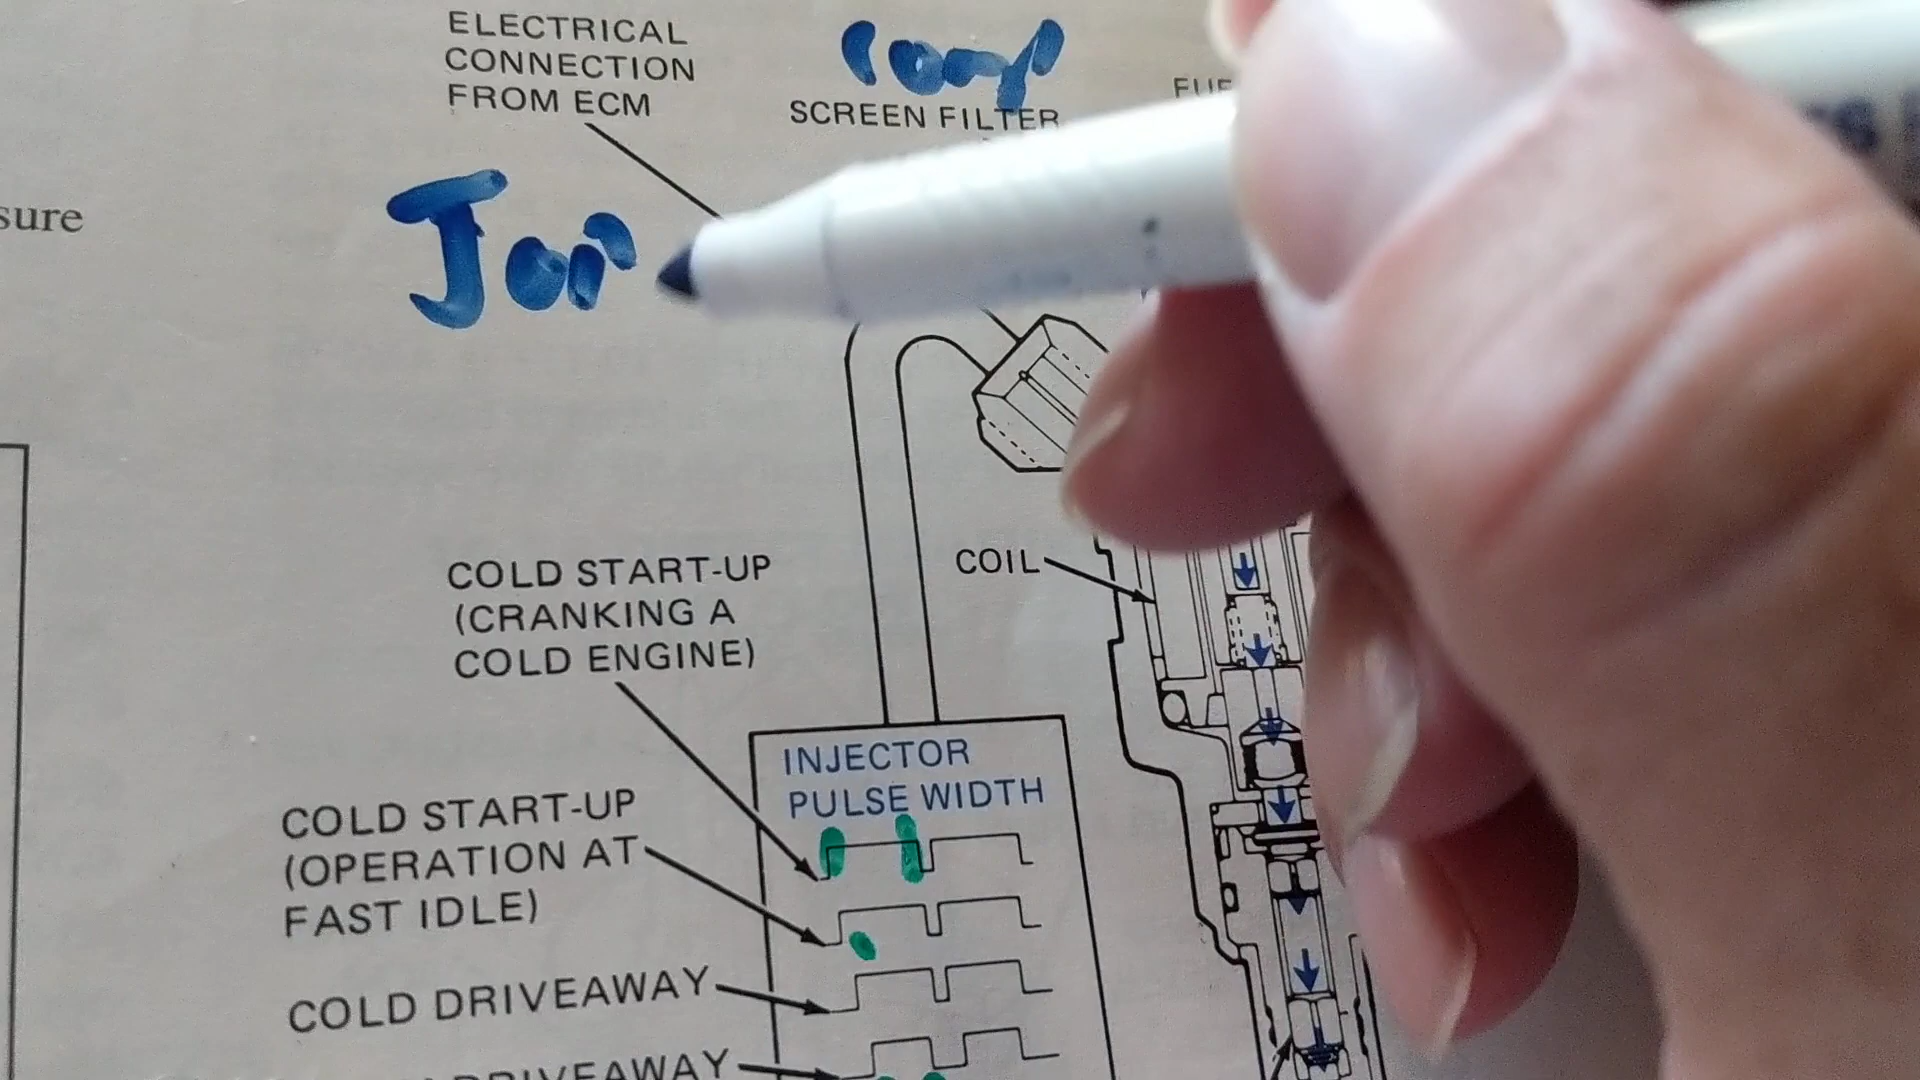 ELECTRICAL
CONNECTION
FROM ECM
SCREEN FILTER
sure
COIL
COLD START-UP
(CRANKING A
COLD ENGINE)
INJECTOR
PULSE WIDTH
COLD START-UP
(OPERATION AT
FAST IDLE)
COLD DRIVEAWAY
DRIVEAWAY